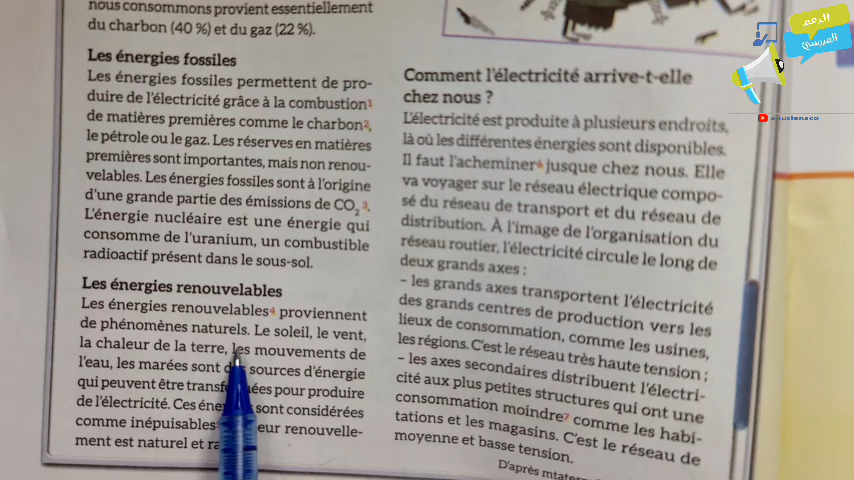 nous consommons provient essentiellement
du charbon (40 %) et du gaz (22 %).
Les énergies fossiles
Les énergies fossiles permettent de pro-
duire de l'électricité grâce à la combustion¹
de matières premières comme le charbon²,
le pétrole ou le gaz. Les réserves en matières
premières sont importantes, mais non renou-
velables. Les énergies fossiles sont à l'origine
d'une grande partie des émissions de CO₂³.
L'énergie nucléaire est une énergie qui
consomme de l'uranium, un combustible
radioactif présent dans le sous-sol.
Les énergies renouvelables
Les énergies renouvelables⁴ proviennent
de phénomènes naturels. Le soleil, le vent,
la chaleur de la terre, les mouvements de
l'eau, les marées sont sources d'énergie
qui peuvent être pour produire
de l'électricité. Ces sont considérées
comme inépuisables renouvelle-
ment est naturel et
Comment l'électricité arrive-t-elle
chez nous ?
L'électricité est produite à plusieurs endroits,
là où les différentes énergies sont disponibles.
Il faut l'acheminer⁶ jusque chez nous. Elle
va voyager sur le réseau électrique compo-
sé du réseau de transport et du réseau de
distribution. À l'image de l'organisation du
réseau routier, l'électricité circule le long de
deux grands axes :
– les grands axes transportent l'électricité
des grands centres de production vers les
lieux de consommation, comme les usines,
les régions. C'est le réseau très haute tension ;
– les axes secondaires distribuent l'électri-
cité aux plus petites structures qui ont une
consommation moindre⁷ comme les habi-
tations et les magasins. C'est le réseau de
moyenne et basse tension.
D'après
الدعم
المدرسي